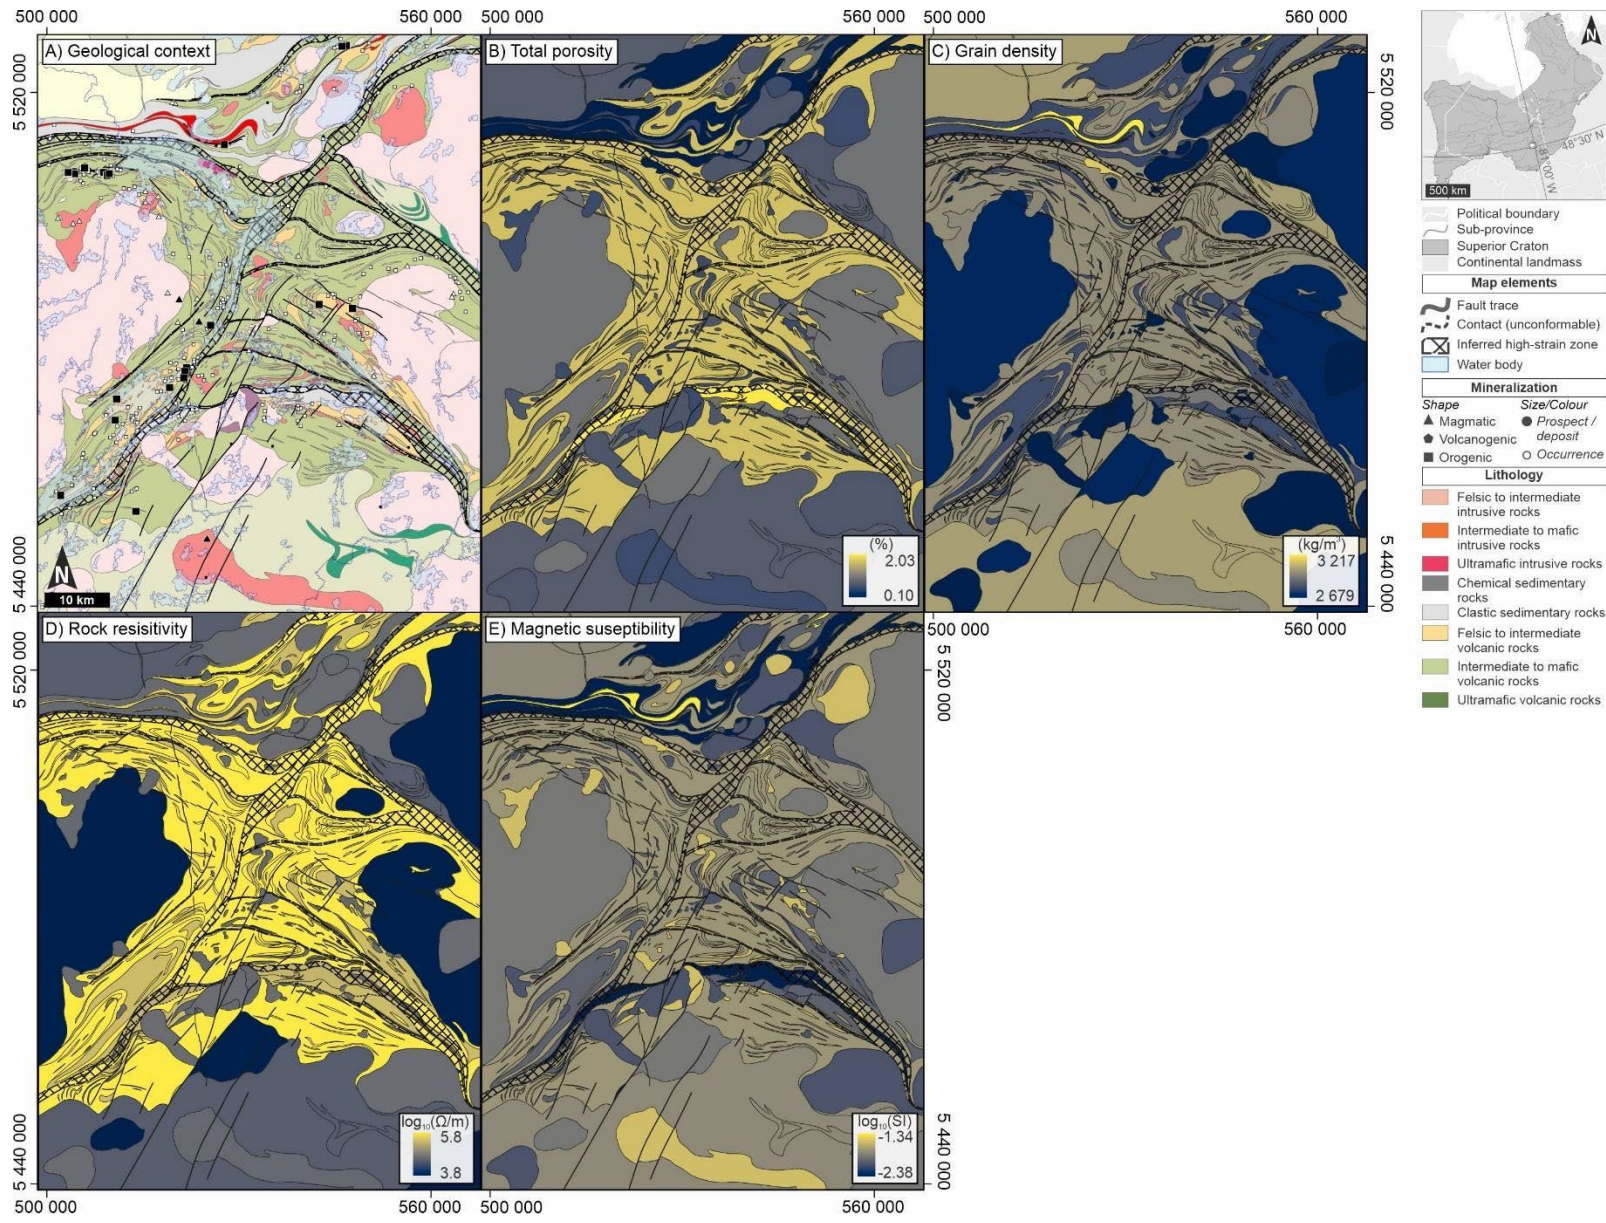 500 000
560 000
500 000
560 000
500 000
560 000
A) Geological context
B) Total porosity
C) Grain density
5 520 000
5 440 000
5 520 000
5 440 000
N
10 km
(%)
2.03
0.10
(kg/m³)
3 217
2 679
500 000
560 000
D) Rock resisitivity
E) Magnetic suseptibility
5 520 000
5 440 000
5 520 000
5 440 000
log₁₀(Ω/m)
5.8
3.8
log₁₀(SI)
-1.34
-2.38
500 000
560 000
500 000
560 000
N
48°30' N
81°00' W
500 km
Political boundary
Sub-province
Superior Craton
Continental landmass
Map elements
Fault trace
Contact (unconformable)
Inferred high-strain zone
Water body
Mineralization
Shape Size/Colour
Magmatic Prospect /
deposit
Volcanogenic
Orogenic Occurrence
Lithology
Felsic to intermediate
intrusive rocks
Intermediate to mafic
intrusive rocks
Ultramafic intrusive rocks
Chemical sedimentary
rocks
Clastic sedimentary rocks
Felsic to intermediate
volcanic rocks
Intermediate to mafic
volcanic rocks
Ultramafic volcanic rocks